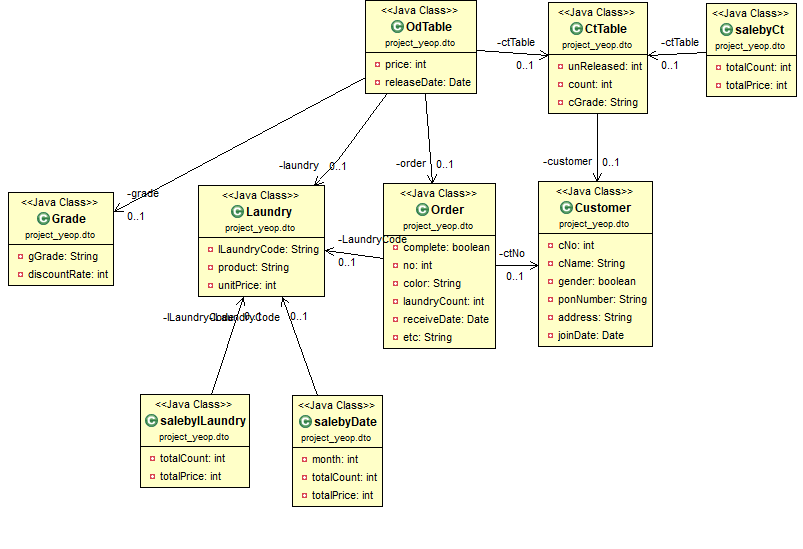 <<Java Class>>
OdTable
project_yeop.dto
price: int
releaseDate: Date
<<Java Class>>
CtTable
project_yeop.dto
unReleased: int
count: int
cGrade: String
<<Java Class>>
salebyCt
project_yeop.dto
totalCount: int
totalPrice: int
-ctTable
0..1
-ctTable
0..1
-grade
0..1
-laundry
0..1
-order
0..1
-customer
0..1
<<Java Class>>
Grade
project_yeop.dto
gGrade: String
discountRate: int
<<Java Class>>
Laundry
project_yeop.dto
lLaundryCode: String
product: String
unitPrice: int
<<Java Class>>
Order
project_yeop.dto
complete: boolean
no: int
color: String
laundryCount: int
receiveDate: Date
etc: String
<<Java Class>>
Customer
project_yeop.dto
cNo: int
cName: String
gender: boolean
ponNumber: String
address: String
joinDate: Date
-LaundryCode
0..1
-ctNo
0..1
0..1
0..1
<<Java Class>>
salebylLaundry
project_yeop.dto
totalCount: int
totalPrice: int
<<Java Class>>
salebyDate
project_yeop.dto
month: int
totalCount: int
totalPrice: int